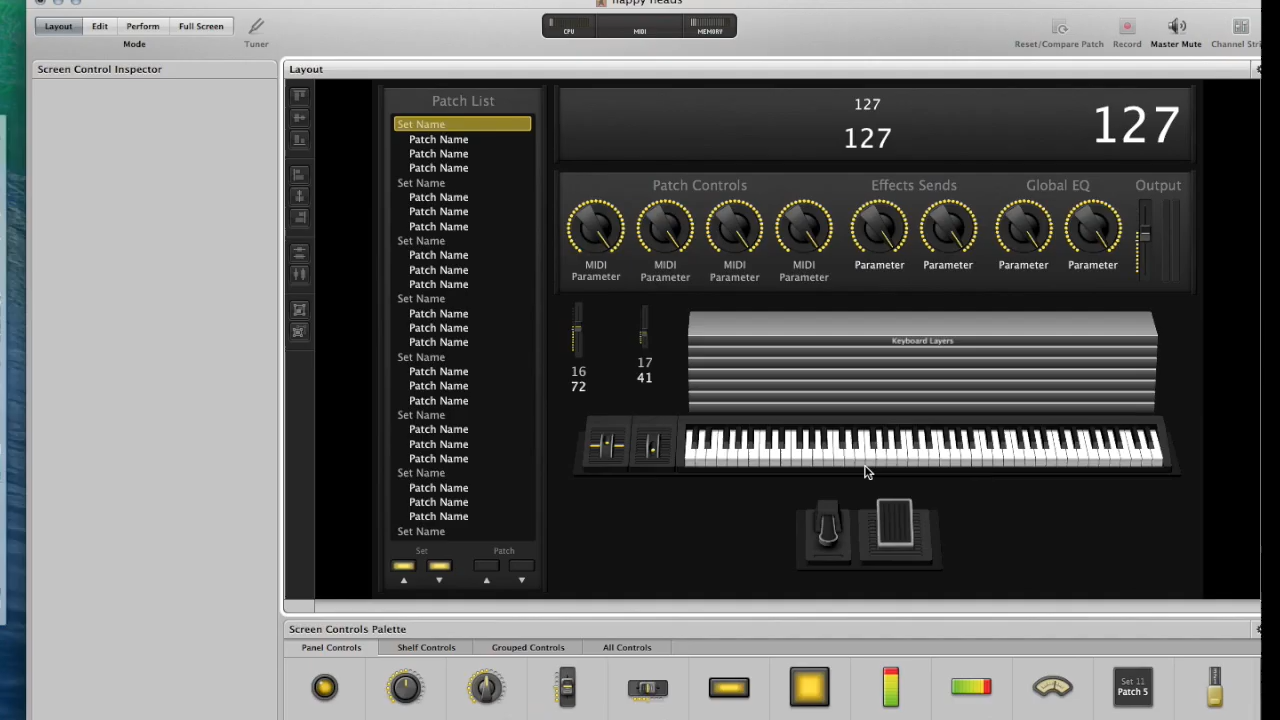 happy heads
Layout Edit Perform Full Screen
Mode
Tuner
CPU MIDI MEMORY
Reset/Compare Patch Record Master Mute
Screen Control Inspector
Layout
Patch List
Set Name
Patch Name
Patch Name
Patch Name
Set Name
Patch Name
Patch Name
Patch Name
Set Name
Patch Name
Patch Name
Patch Name
Set Name
Patch Name
Patch Name
Patch Name
Set Name
Patch Name
Patch Name
Patch Name
Set Name
Patch Name
Patch Name
Patch Name
Set Name
Patch Name
Patch Name
Patch Name
Set Name
Set Patch
127
127
127
Patch Controls Effects Sends Global EQ Output
MIDI Parameter MIDI Parameter MIDI Parameter MIDI Parameter Parameter Parameter Parameter Parameter
16
72
17
41
Keyboard Layers
Screen Controls Palette
Panel Controls Shelf Controls Grouped Controls All Controls
Set 11
Patch 5